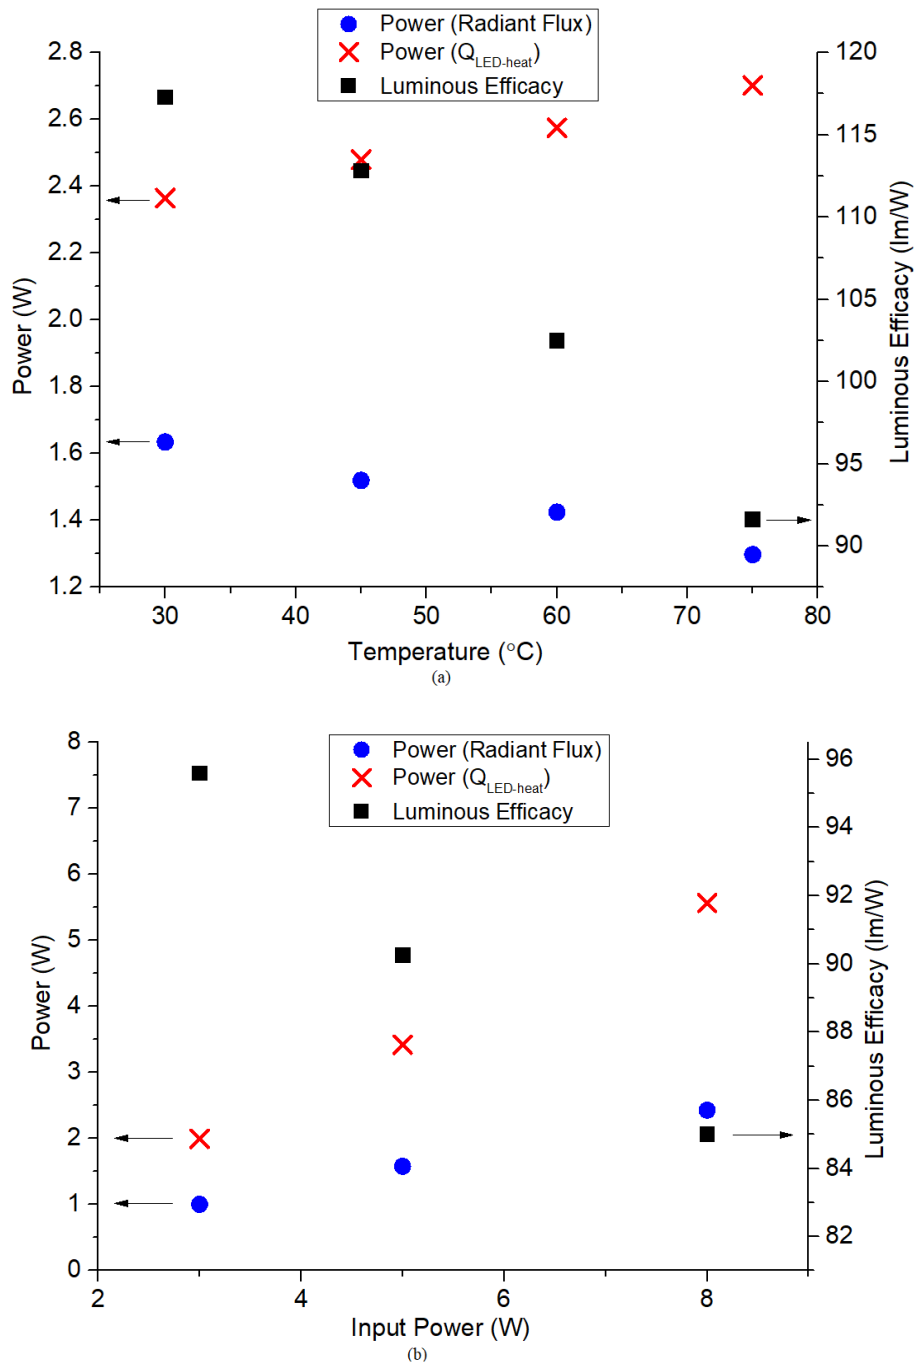 Power (Radiant Flux)
Power (Q_LED-heat)
Luminous Efficacy
2.8
2.6
2.4
2.2
2.0
1.8
1.6
1.4
1.2
Power (W)
120
115
110
105
100
95
90
Luminous Efficacy (lm/W)
30 40 50 60 70 80
Temperature (°C)
(a)
Power (Radiant Flux)
Power (Q_LED-heat)
Luminous Efficacy
8
7
6
5
4
3
2
1
0
Power (W)
96
94
92
90
88
86
84
82
Luminous Efficacy (lm/W)
2 4 6 8
Input Power (W)
(b)